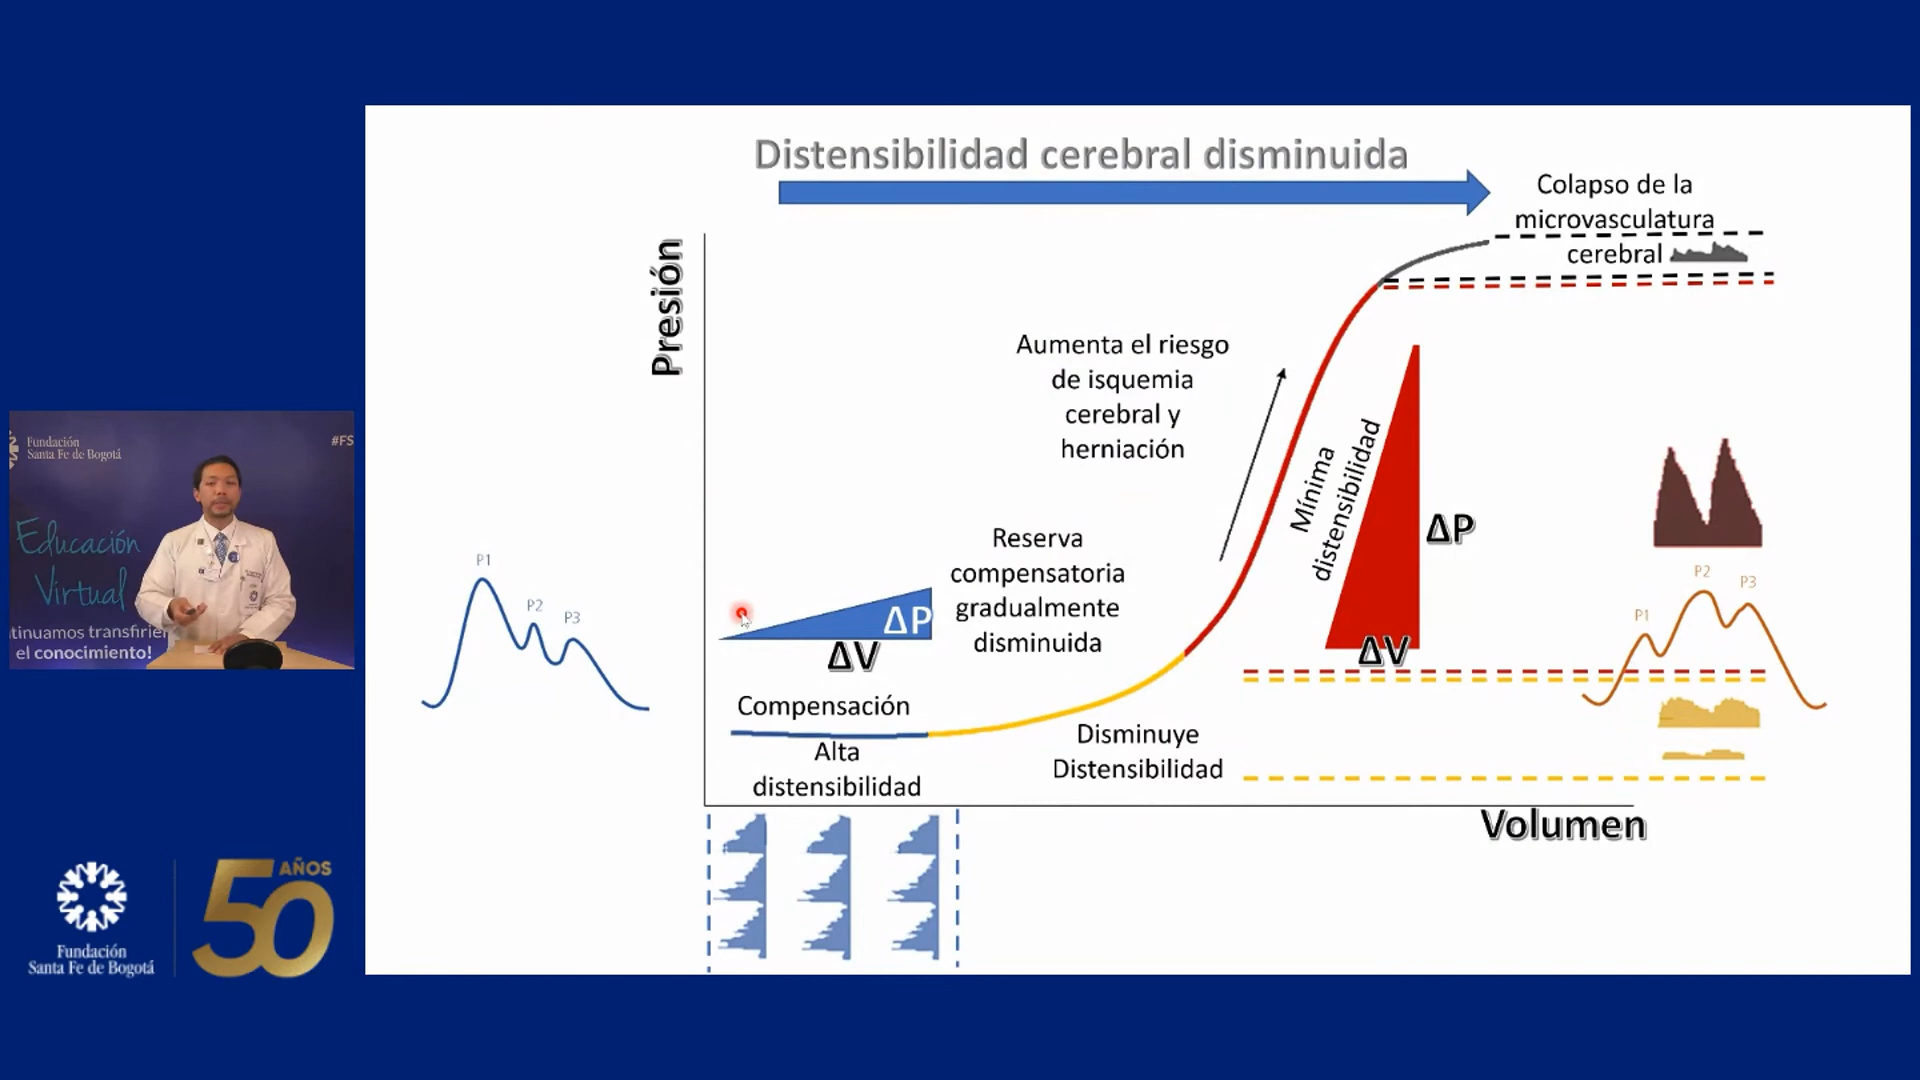 Distensibilidad cerebral disminuida
Colapso de la
microvasculatura
cerebral
Presión
Aumenta el riesgo
de isquemia
cerebral y
herniación
Mínima
distensibilidad
ΔP
ΔV
Reserva
compensatoria
gradualmente
disminuida
ΔP
ΔV
Compensación
Alta
distensibilidad
Disminuye
Distensibilidad
Volumen
P1
P2
P3
P1
P2
P3
Fundación
Santa Fe de Bogotá
#FS
Educación
Virtual
tinuamos transfirien
el conocimiento!
Fundación
Santa Fe de Bogotá
50
AÑOS